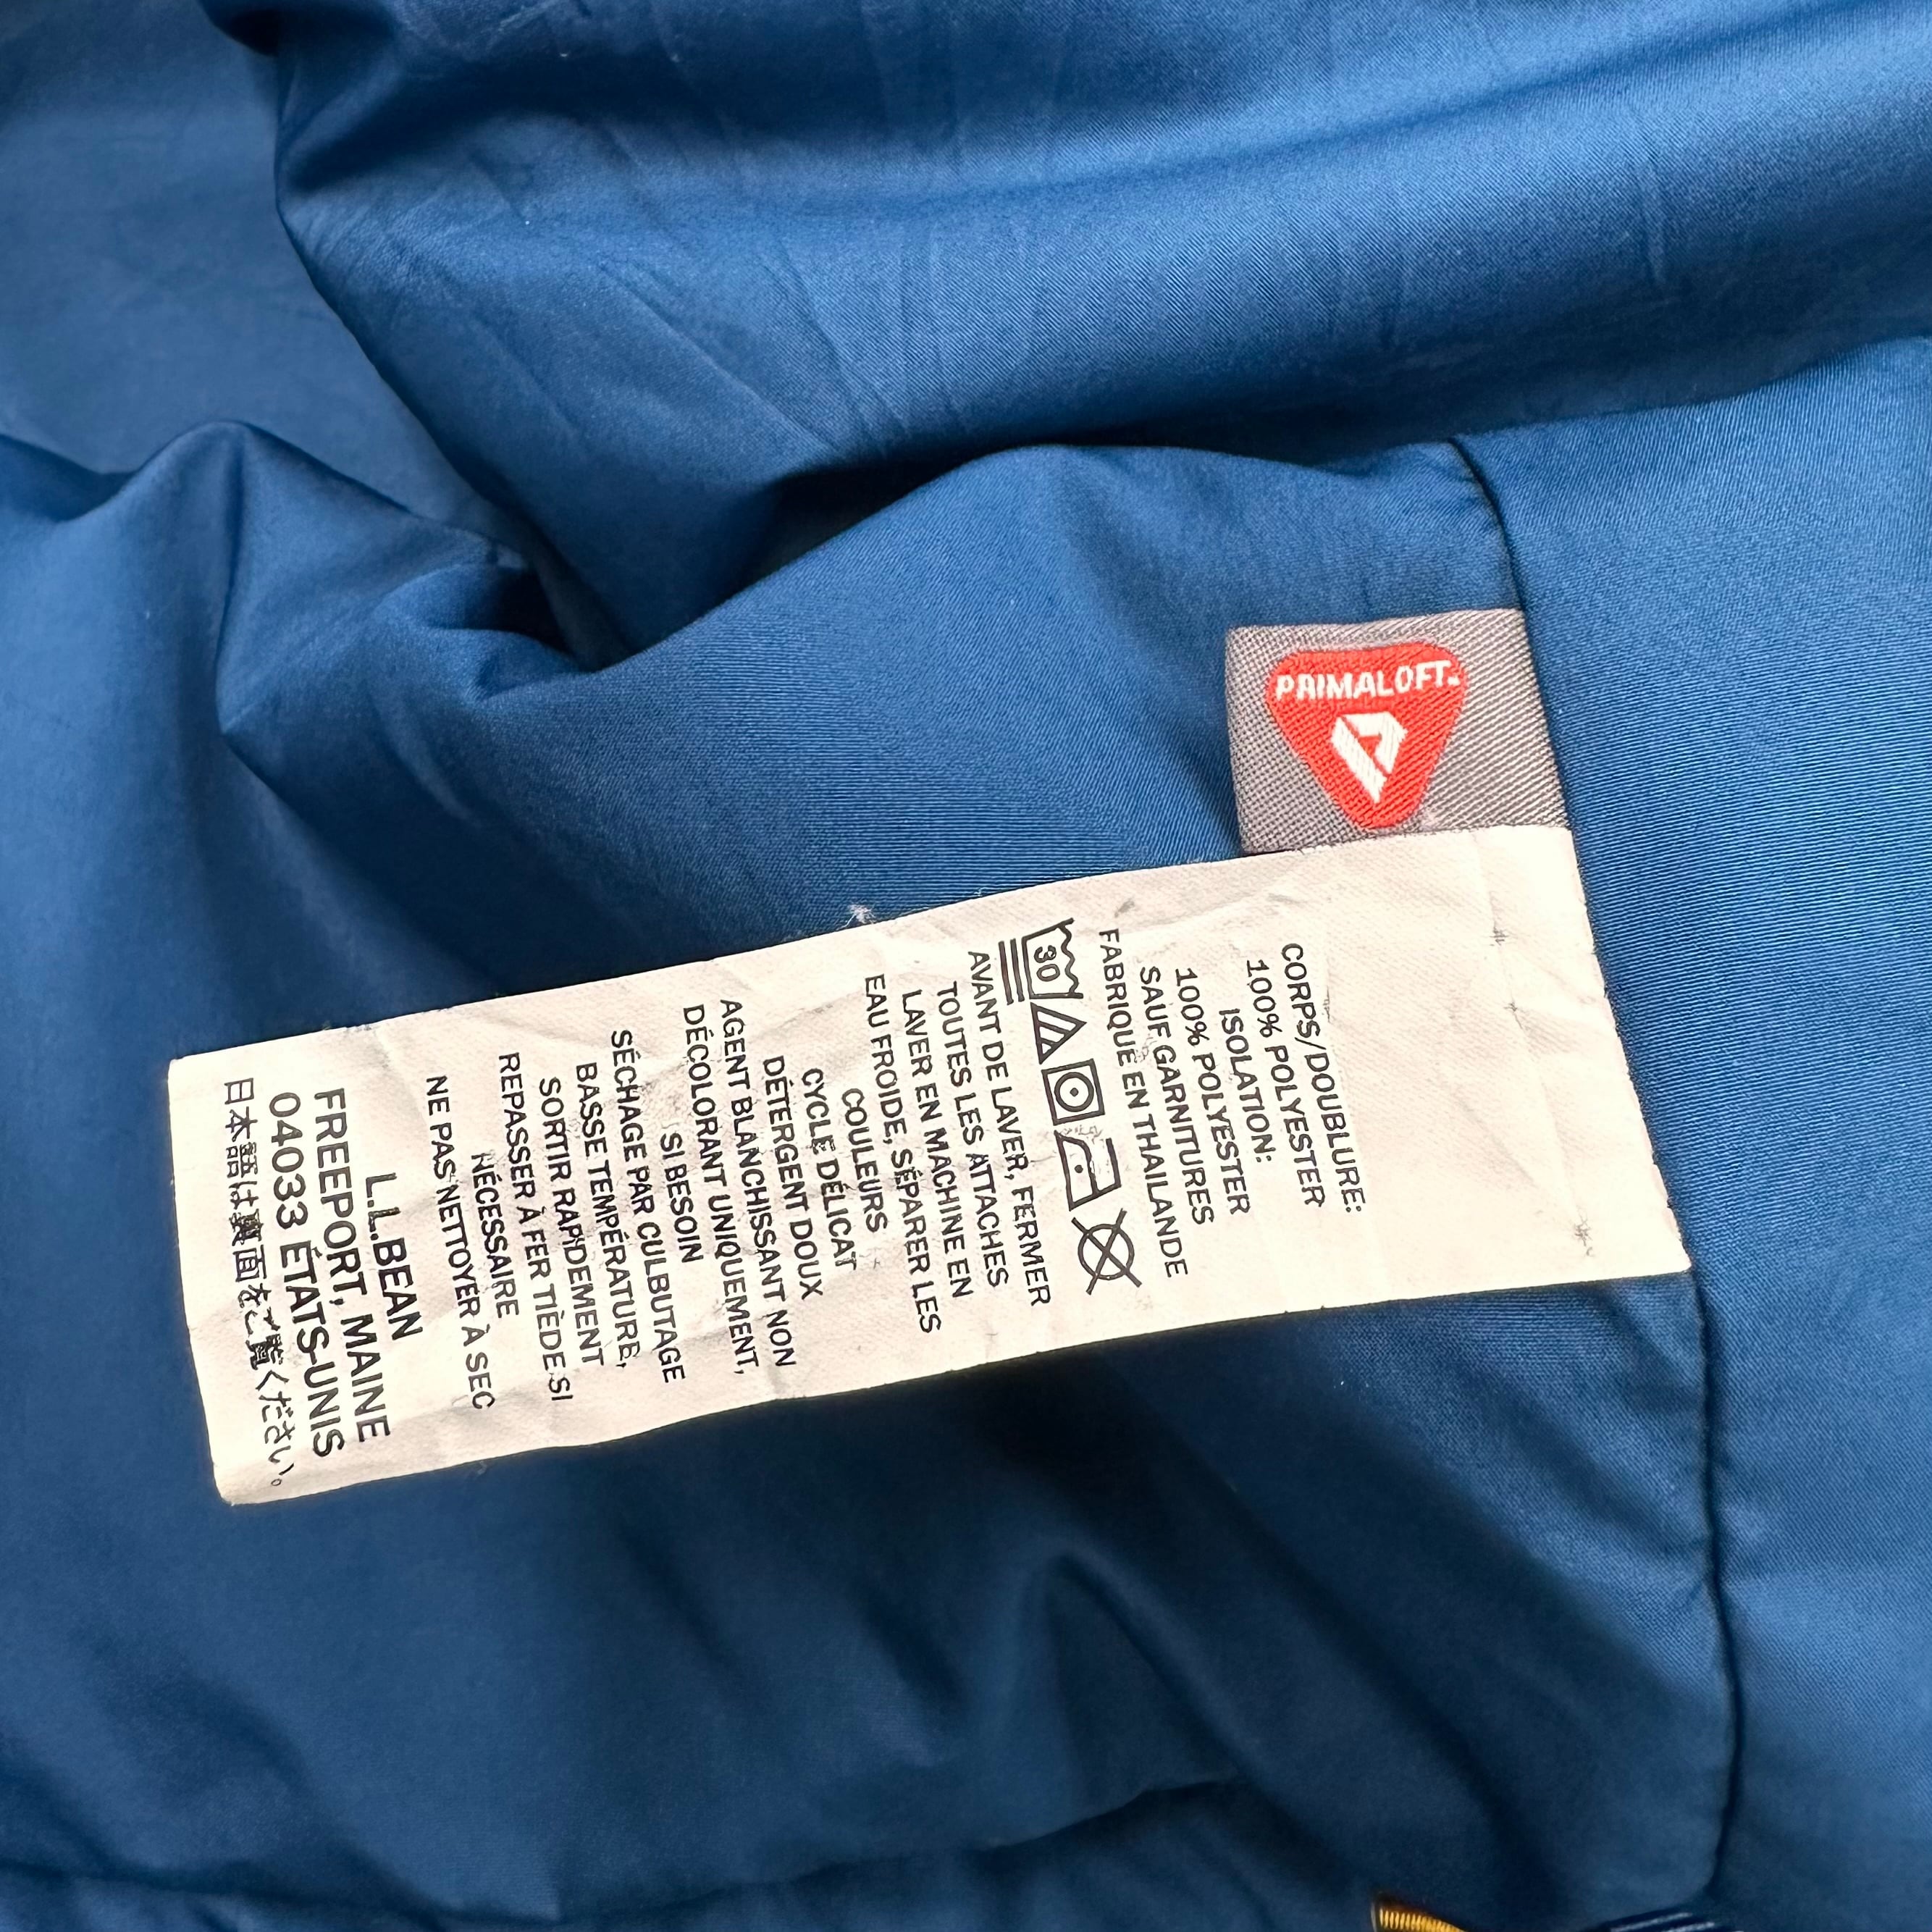 PRIMALOFT
CORPS/DOUBLURE:
100% POLYESTER
ISOLATION:
100% POLYESTER
SAUF GARNITURES
FABRIQUÉ EN THAILANDE
30
AVANT DE LAVER, FERMER
TOUTES LES ATTACHES
LAVER EN MACHINE EN
EAU FROIDE, SÉPARER LES
COULEURS
CYCLE DÉLICAT
DÉTERGENT DOUX
AGENT BLANCHISSANT NON
DÉCOLORANT UNIQUEMENT,
SI BESOIN
SÉCHAGE PAR CULBUTAGE
BASSE TEMPÉRATURE,
SORTIR RAPIDEMENT
REPASSER À FER TIÈDE SI
NÉCESSAIRE
NE PAS NETTOYER À SEC
L.L.BEAN
FREEPORT, MAINE
04033 ÉTATS-UNIS
日本語は裏面をご覧ください。